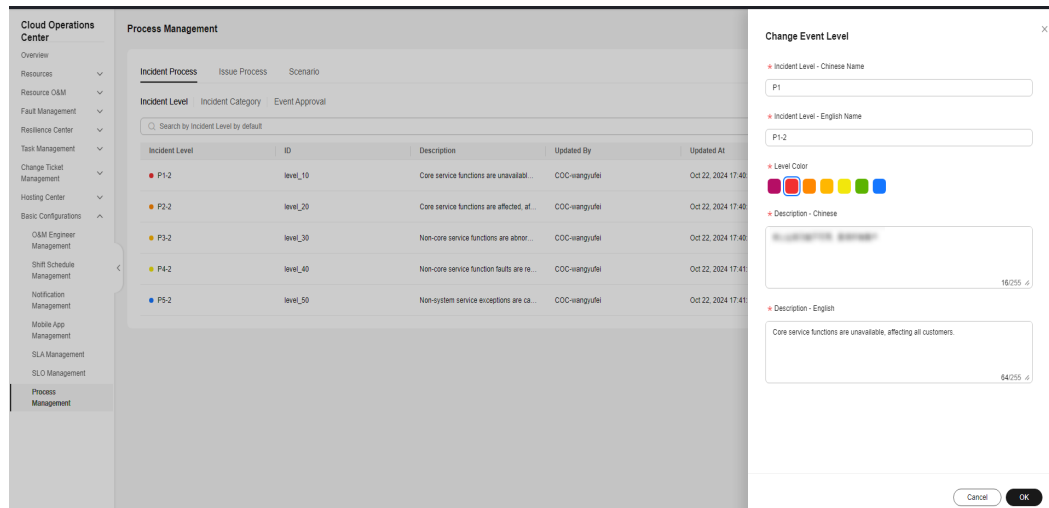 Cloud Operations
Center
Overview
Resources
Resource O&M
Fault Management
Resilience Center
Task Management
Change Ticket
Management
Hosting Center
Basic Configurations
O&M Engineer
Management
Shift Schedule
Management
Notification
Management
Mobile App
Management
SLA Management
SLO Management
Process
Management
Process Management
Incident Process Issue Process Scenario
Incident Level Incident Category Event Approval
Search by Incident Level by default
Incident Level ID Description Updated By Updated At
P1-2 level_10 Core service functions are unavailabl... COC-wangyufei Oct 22, 2024 17:40:
P2-2 level_20 Core service functions are affected, af... COC-wangyufei Oct 22, 2024 17:40:
P3-2 level_30 Non-core service functions are abnor... COC-wangyufei Oct 22, 2024 17:40:
P4-2 level_40 Non-core service function faults are re... COC-wangyufei Oct 22, 2024 17:41:
P5-2 level_50 Non-system service exceptions are ca... COC-wangyufei Oct 22, 2024 17:41:
Change Event Level
* Incident Level - Chinese Name
P1
* Incident Level - English Name
P1-2
* Level Color
* Description - Chinese
16/255
* Description - English
Core service functions are unavailable, affecting all customers.
64/255
Cancel OK